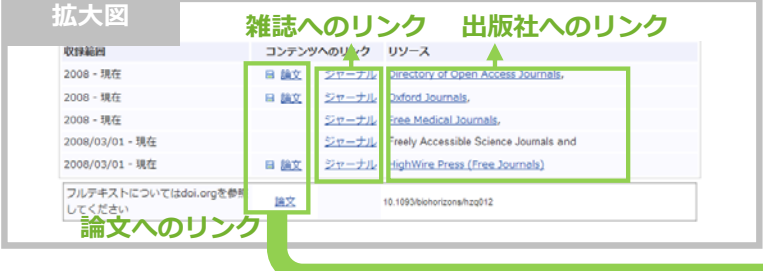 拡大図
雑誌へのリンク 出版社へのリンク
収録範囲 コンテンツへのリンク リソース
2008 - 現在 論文 ジャーナル Directory of Open Access Journals,
2008 - 現在 論文 ジャーナル Oxford Journals,
2008 - 現在 ジャーナル Free Medical Journals,
2008/03/01 - 現在 ジャーナル Freely Accessible Science Journals and
2008/03/01 - 現在 論文 ジャーナル HighWire Press (Free Journals)
フルテキストについてはdoi.orgを参照
してください 論文 10.1093/biohorizons/hzq012
論文へのリンク